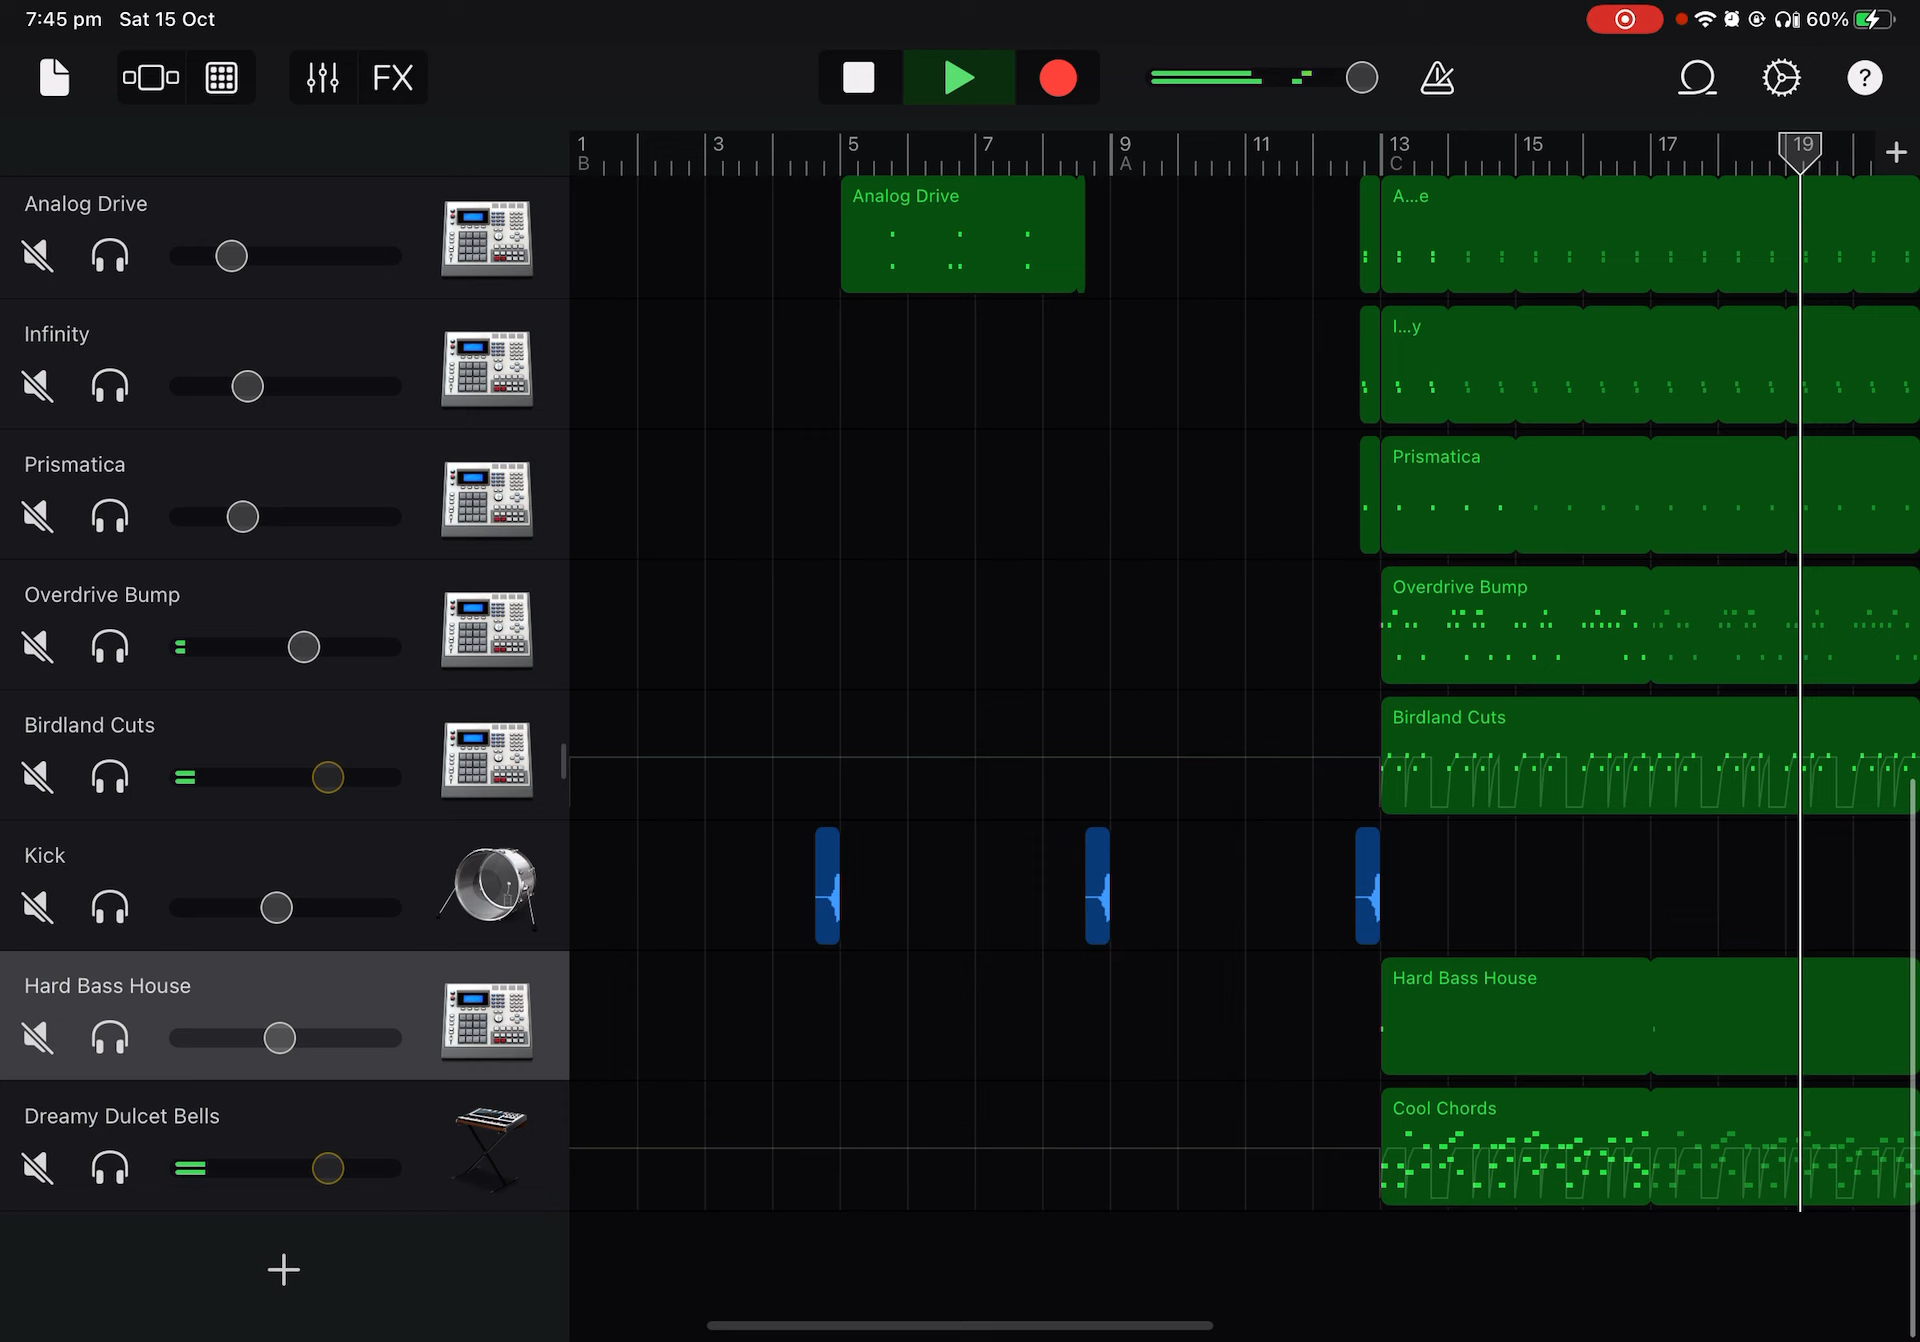 7:45 pm Sat 15 Oct 60%
FX
1 3 5 7 9 11 13 15 17 19
B A C
Analog Drive
Analog Drive
A...e
Infinity
I...y
Prismatica
Prismatica
Overdrive Bump
Overdrive Bump
Birdland Cuts
Birdland Cuts
Kick
Hard Bass House
Hard Bass House
Dreamy Dulcet Bells
Cool Chords